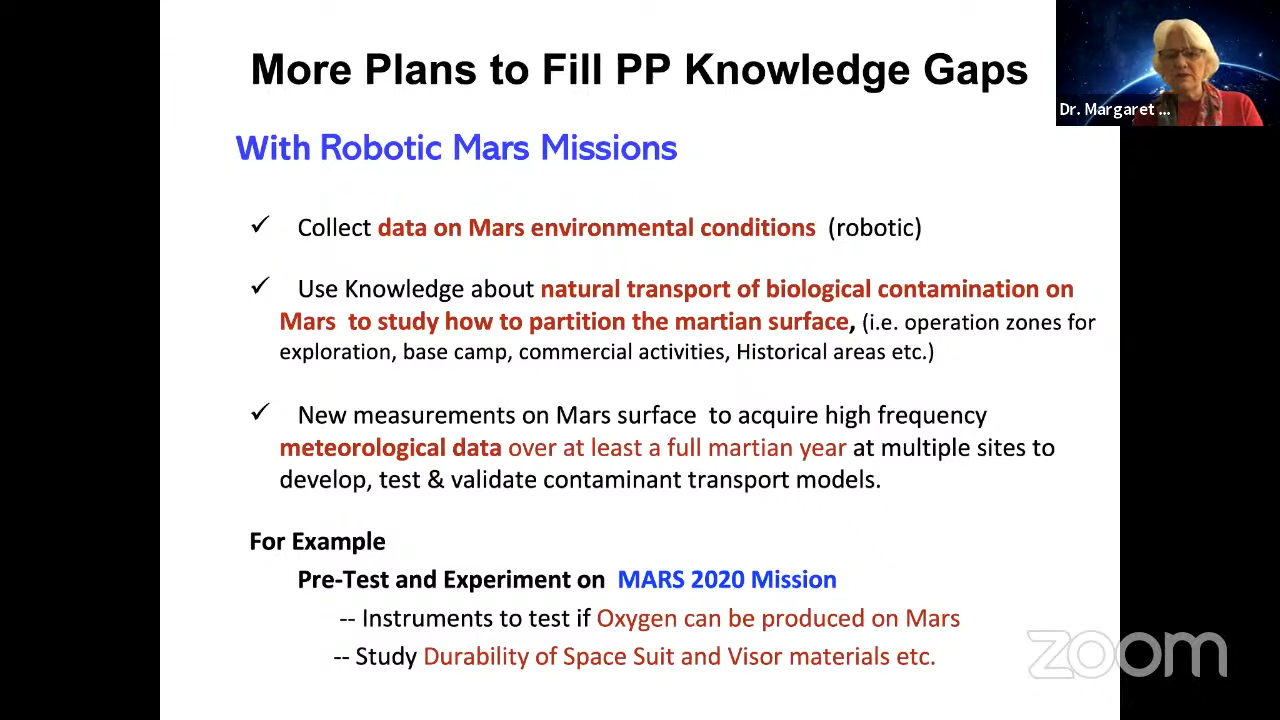 More Plans to Fill PP Knowledge Gaps
Dr. Margaret ...
With Robotic Mars Missions
✓ Collect data on Mars environmental conditions (robotic)
✓ Use Knowledge about natural transport of biological contamination on
Mars to study how to partition the martian surface, (i.e. operation zones for
exploration, base camp, commercial activities, Historical areas etc.)
✓ New measurements on Mars surface to acquire high frequency
meteorological data over at least a full martian year at multiple sites to
develop, test & validate contaminant transport models.
For Example
Pre-Test and Experiment on MARS 2020 Mission
-- Instruments to test if Oxygen can be produced on Mars
-- Study Durability of Space Suit and Visor materials etc.
zoom